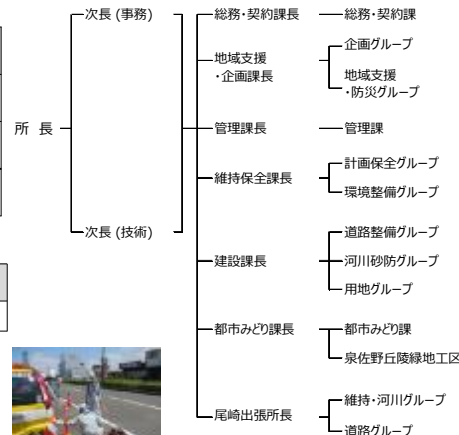 次長 (事務)
総務・契約課長
総務・契約課
地域支援
・企画課長
企画グループ
地域支援
・防災グループ
所 長
管理課長
管理課
維持保全課長
計画保全グループ
環境整備グループ
次長 (技術)
建設課長
道路整備グループ
河川砂防グループ
用地グループ
都市みどり課長
都市みどり課
泉佐野丘陵緑地工区
尾崎出張所長
維持・河川グループ
道路グループ